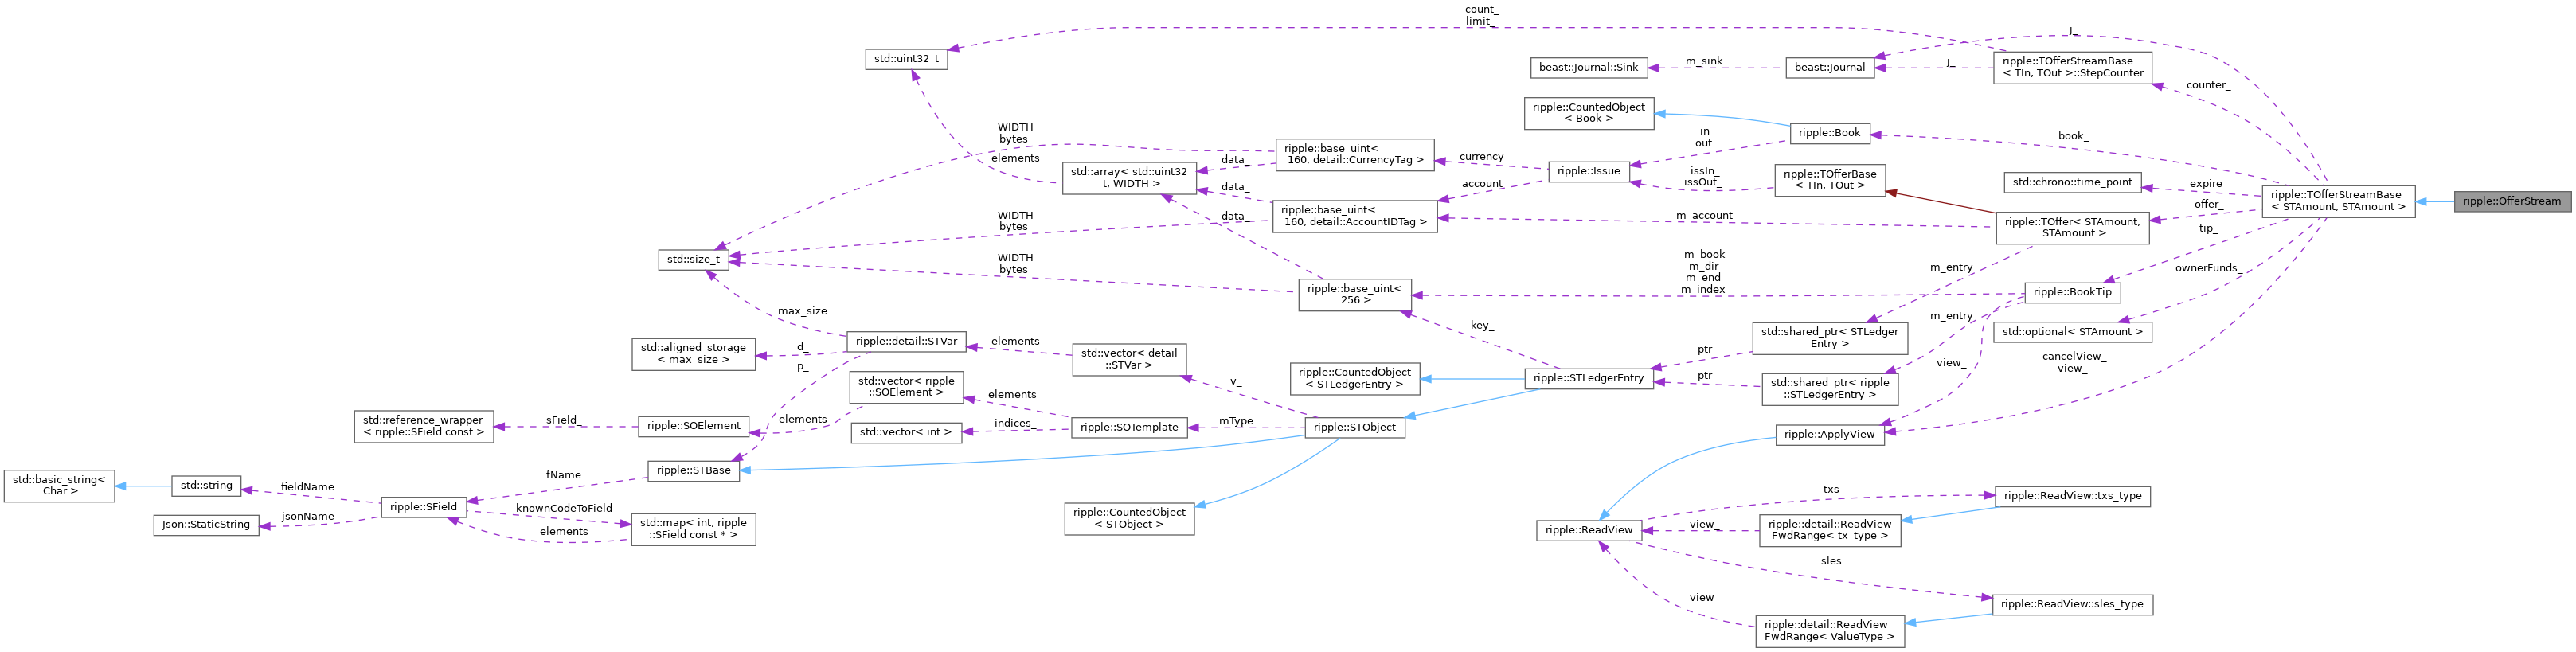 count_
limit_
j_
std::uint32_t
ripple::TOfferStreamBase
< TIn, TOut >::StepCounter
beast::Journal::Sink
m_sink
beast::Journal
j_
counter_
ripple::CountedObject
< Book >
WIDTH
bytes
in
out
ripple::Book
book_
ripple::base_uint<
160, detail::CurrencyTag >
elements
data_
currency
std::array< std::uint32
_t, WIDTH >
ripple::Issue
issIn_
issOut_
ripple::TOfferBase
< TIn, TOut >
std::chrono::time_point
expire_
data_
account
ripple::TOfferStreamBase
< STAmount, STAmount >
ripple::OfferStream
offer_
WIDTH
bytes
data_
ripple::base_uint<
160, detail::AccountIDTag >
m_account
ripple::TOffer< STAmount,
STAmount >
tip_
std::size_t
WIDTH
bytes
m_book
m_dir
m_end
m_index
m_entry
ownerFunds_
ripple::base_uint<
256 >
ripple::BookTip
max_size
key_
m_entry
std::optional< STAmount >
std::shared_ptr< STLedger
Entry >
ripple::detail::STVar
elements
std::aligned_storage
< max_size >
d_
std::vector< detail
::STVar >
ptr
view_
cancelView_
view_
p_
ripple::CountedObject
< STLedgerEntry >
ripple::STLedgerEntry
ptr
std::shared_ptr< ripple
::STLedgerEntry >
v_
std::vector< ripple
::SOElement >
elements_
std::reference_wrapper
< ripple::SField const >
sField_
ripple::SOElement
elements
std::vector< int >
indices_
ripple::SOTemplate
mType
ripple::STObject
ripple::ApplyView
ripple::STBase
fName
std::basic_string<
Char >
std::string
fieldName
ripple::SField
jsonName
Json::StaticString
knownCodeToField
elements
std::map< int, ripple
::SField const * >
ripple::CountedObject
< STObject >
txs
ripple::ReadView::txs_type
ripple::ReadView
view_
ripple::detail::ReadView
FwdRange< tx_type >
sles
view_
ripple::ReadView::sles_type
ripple::detail::ReadView
FwdRange< ValueType >